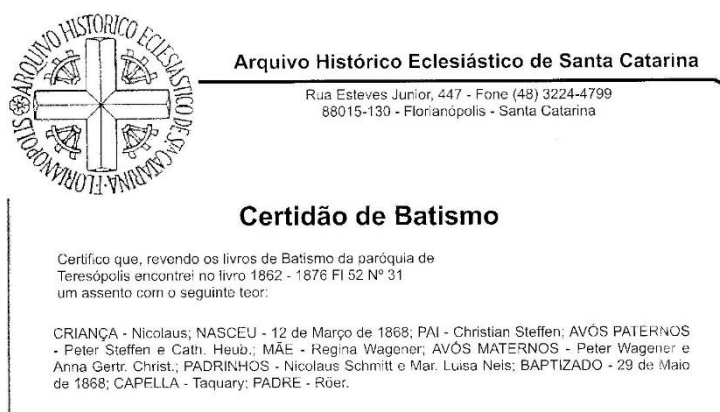 ARQUIVO HISTORICO ECLESIASTICO DE STA CATARINA - FLORIANOPOLIS
Arquivo Histórico Eclesiástico de Santa Catarina
Rua Esteves Junior, 447 - Fone (48) 3224-4799
88015-130 - Florianópolis - Santa Catarina
Certidão de Batismo
Certifico que, revendo os livros de Batismo da paróquia de
Teresópolis encontrei no livro 1862 - 1876 Fl 52 Nº 31
um assento com o seguinte teor:
CRIANÇA - Nicolaus; NASCEU - 12 de Março de 1868; PAI - Christian Steffen; AVÓS PATERNOS
- Peter Steffen e Cath. Heub.; MÃE - Regina Wagener; AVÓS MATERNOS - Peter Wagener e
Anna Gertr. Christ.; PADRINHOS - Nicolaus Schmitt e Mar. Luisa Neis; BAPTIZADO - 29 de Maio
de 1868; CAPELLA - Taquary; PADRE - Röer.